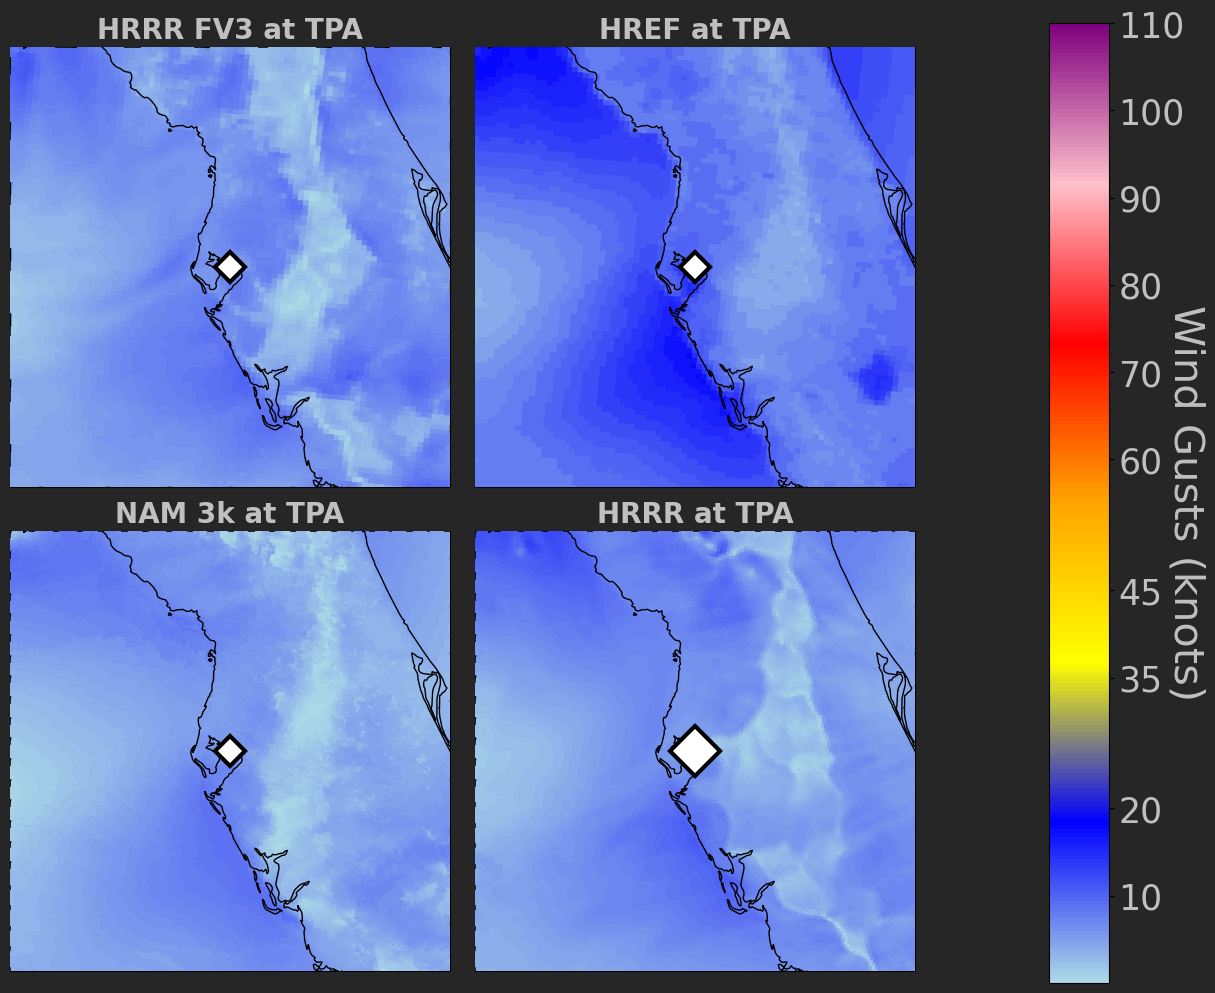 HRRR FV3 at TPA
HREF at TPA
NAM 3k at TPA
HRRR at TPA
110
100
90
80
70
60
45
35
20
10
Wind Gusts (knots)